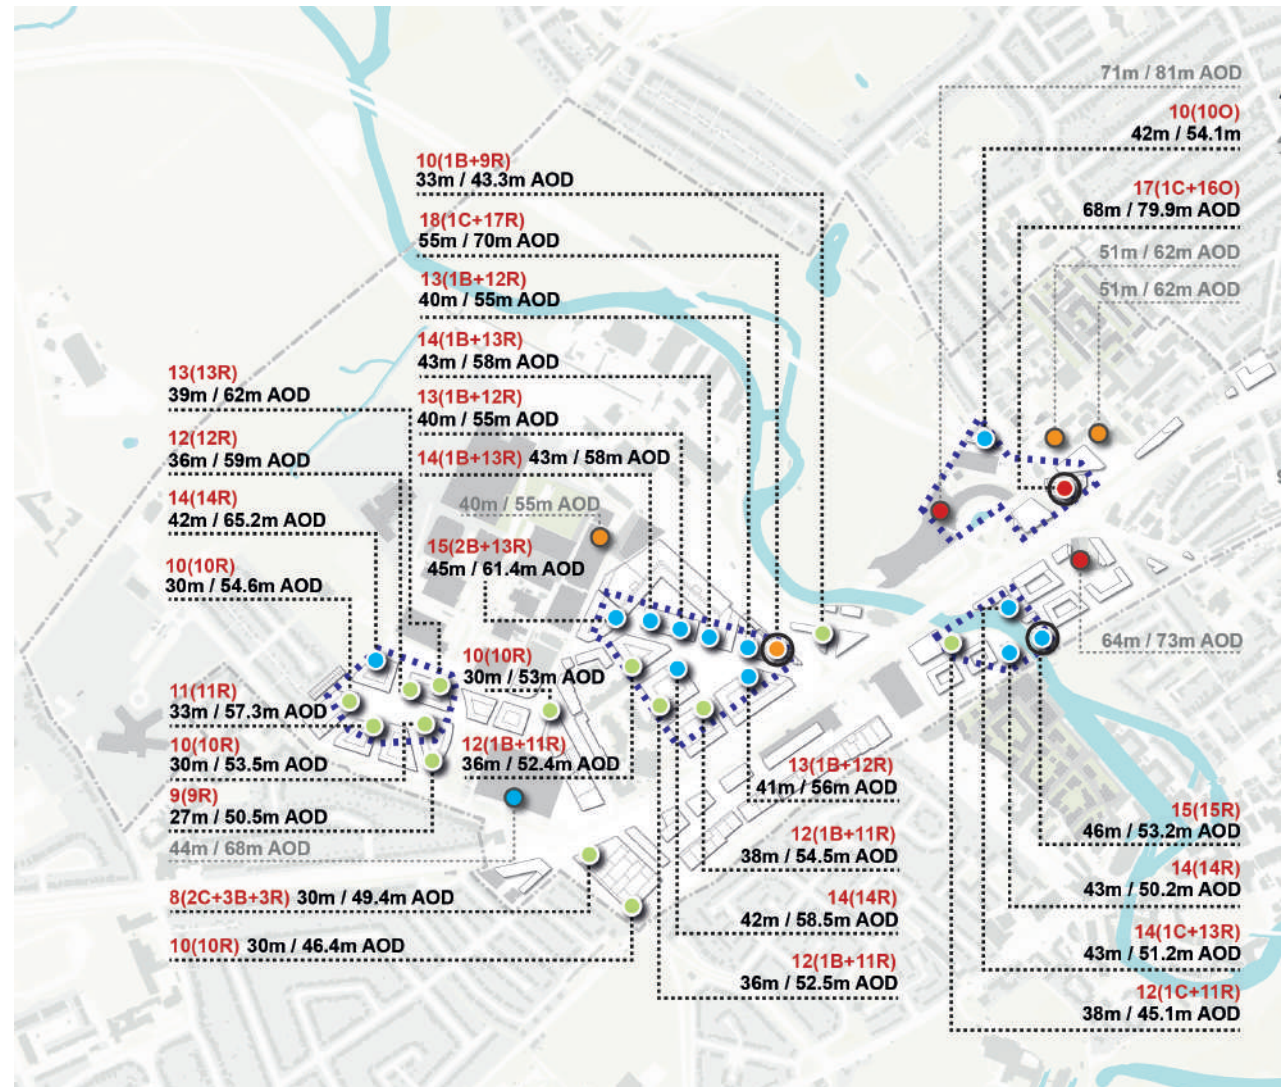 71m / 81m AOD
10(10O)
42m / 54.1m
17(1C+16O)
68m / 79.9m AOD
51m / 62m AOD
51m / 62m AOD
10(1B+9R)
33m / 43.3m AOD
18(1C+17R)
55m / 70m AOD
13(1B+12R)
40m / 55m AOD
14(1B+13R)
43m / 58m AOD
13(1B+12R)
40m / 55m AOD
14(1B+13R) 43m / 58m AOD
40m / 55m AOD
15(2B+13R)
45m / 61.4m AOD
13(13R)
39m / 62m AOD
12(12R)
36m / 59m AOD
14(14R)
42m / 65.2m AOD
10(10R)
30m / 54.6m AOD
11(11R)
33m / 57.3m AOD
10(10R)
30m / 53.5m AOD
9(9R)
27m / 50.5m AOD
44m / 68m AOD
8(2C+3B+3R) 30m / 49.4m AOD
10(10R) 30m / 46.4m AOD
10(10R)
30m / 53m AOD
12(1B+11R)
36m / 52.4m AOD
13(1B+12R)
41m / 56m AOD
12(1B+11R)
38m / 54.5m AOD
14(14R)
42m / 58.5m AOD
12(1B+11R)
36m / 52.5m AOD
64m / 73m AOD
15(15R)
46m / 53.2m AOD
14(14R)
43m / 50.2m AOD
14(1C+13R)
43m / 51.2m AOD
12(1C+11R)
38m / 45.1m AOD